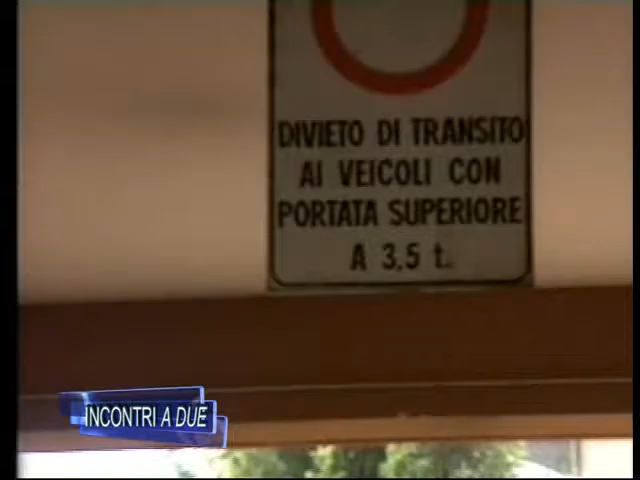 DIVIETO DI TRANSITO
AI VEICOLI CON
PORTATA SUPERIORE
A 3,5 t.
INCONTRI A DUE